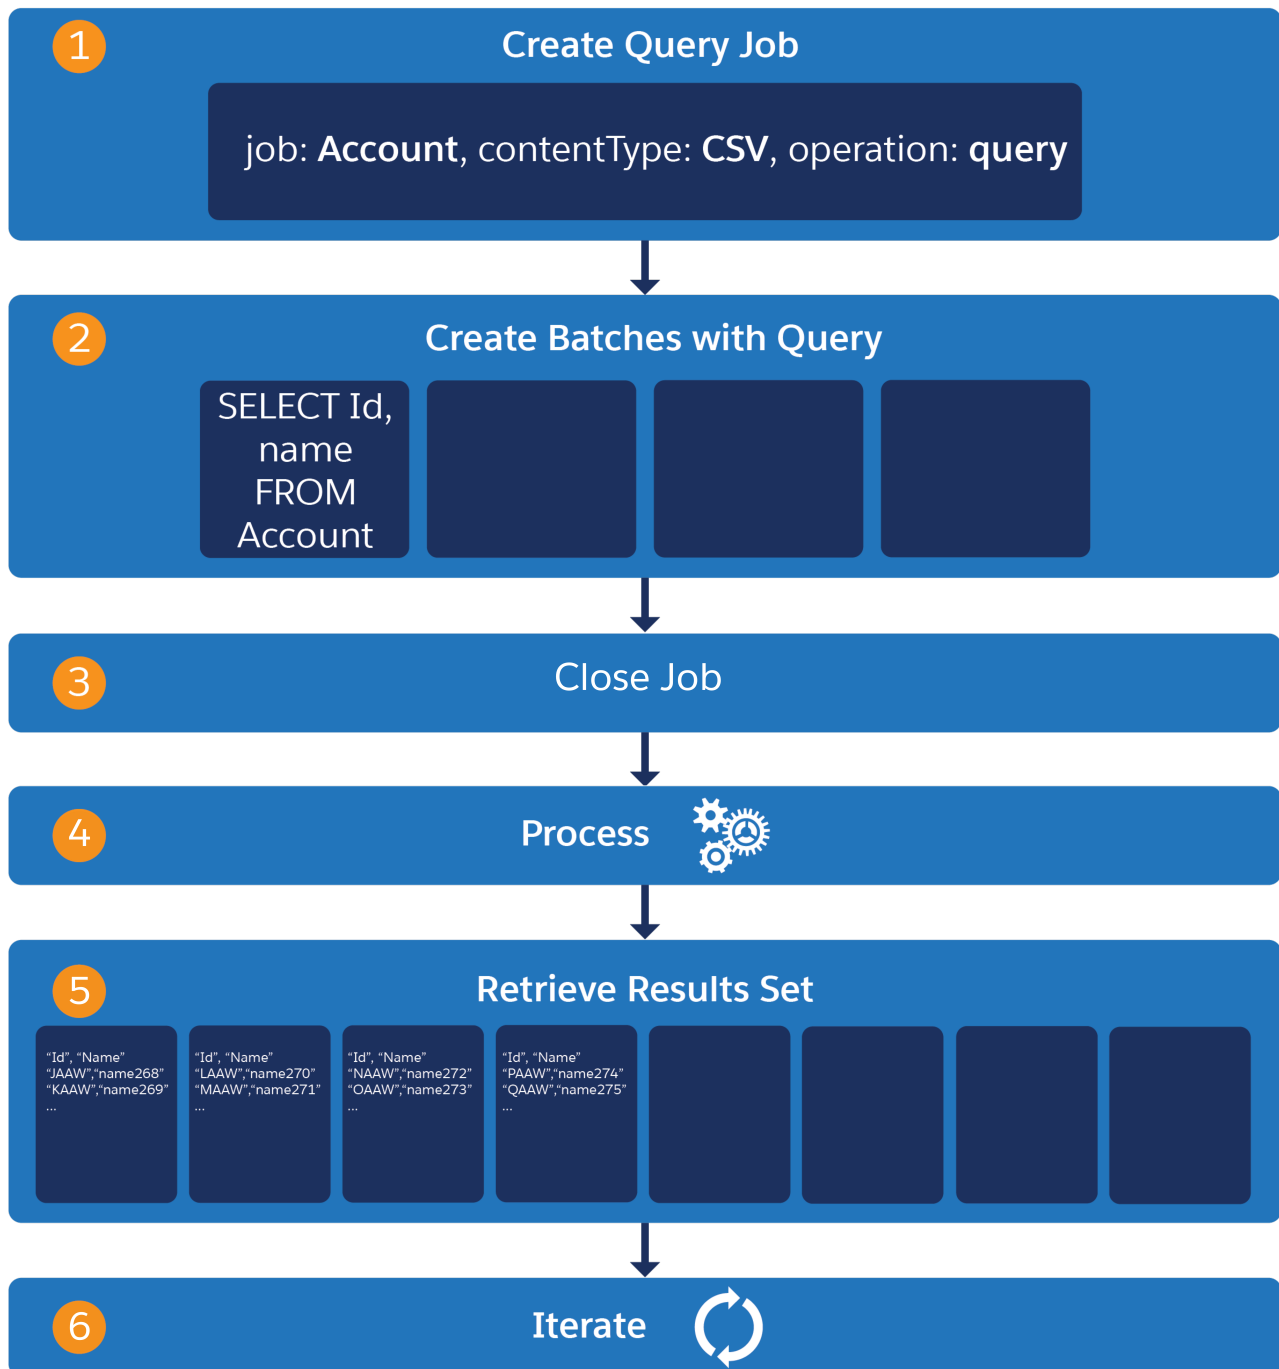 1
Create Query Job
job: Account, contentType: CSV, operation: query
2
Create Batches with Query
SELECT Id,
name
FROM
Account
3
Close Job
4
Process
5
Retrieve Results Set
“Id”, “Name”
“JAAW”,“name268”
“KAAW”,“name269”
...
“Id”, “Name”
“LAAW”,“name270”
“MAAW”,“name271”
...
“Id”, “Name”
“NAAW”,“name272”
“OAAW”,“name273”
...
“Id”, “Name”
“PAAW”,“name274”
“QAAW”,“name275”
...
6
Iterate